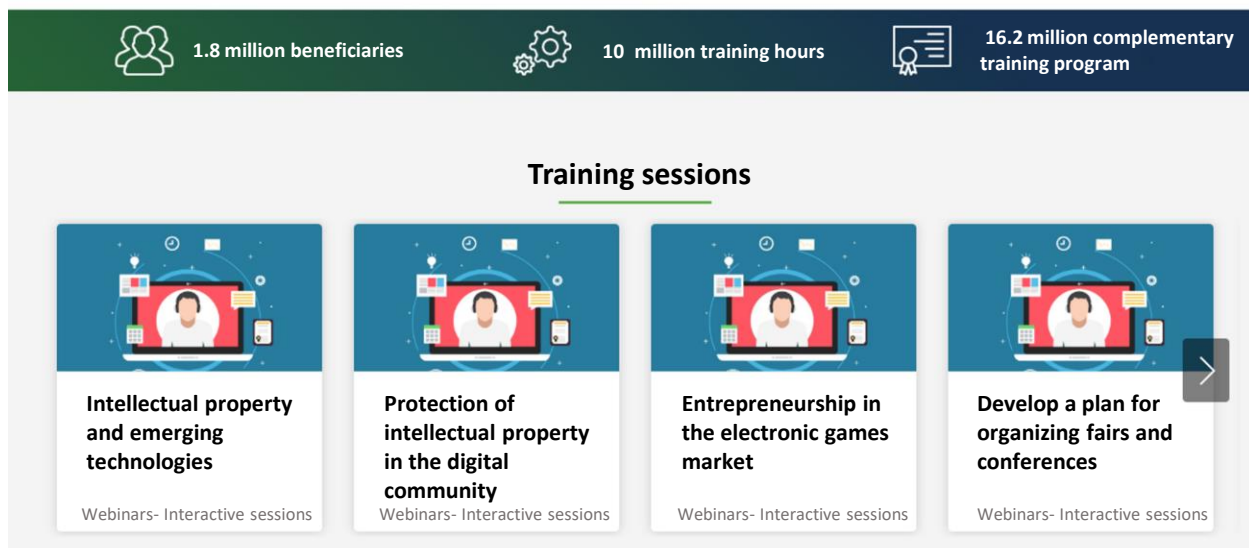 1.8 million beneficiaries
10 million training hours
16.2 million complementary
training program
Training sessions
Intellectual property
and emerging
technologies
Webinars- Interactive sessions
Protection of
intellectual property
in the digital
community
Webinars- Interactive sessions
Entrepreneurship in
the electronic games
market
Webinars- Interactive sessions
Develop a plan for
organizing fairs and
conferences
Webinars- Interactive sessions